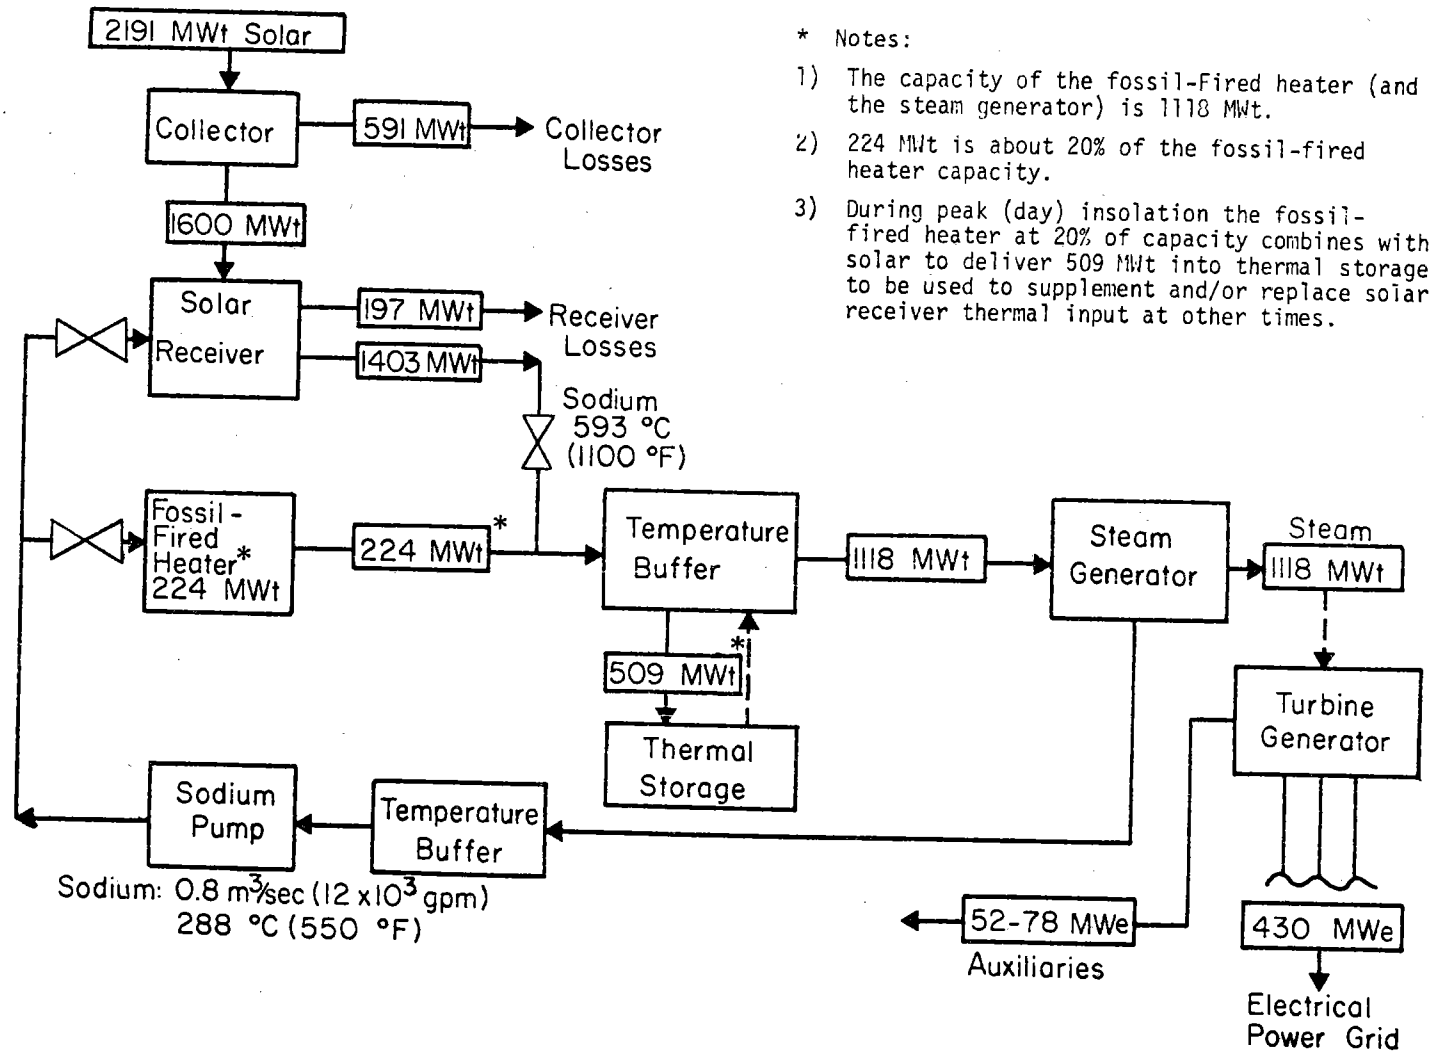 2191 MWt Solar
Collector
591 MWt
Collector
Losses
1600 MWt
Solar
Receiver
197 MWt
Receiver
Losses
1403 MWt
Sodium
593 °C
(1100 °F)
Fossil-
Fired
Heater*
224 MWt
224 MWt
*
Temperature
Buffer
1118 MWt
Steam
Generator
Steam
1118 MWt
509 MWt
*
Thermal
Storage
Turbine
Generator
Sodium
Pump
Temperature
Buffer
Sodium: 0.8 m³/sec (12 x10³ gpm)
288 °C (550 °F)
52-78 MWe
Auxiliaries
430 MWe
Electrical
Power Grid
* Notes:
1) The capacity of the fossil-Fired heater (and
the steam generator) is 1118 MWt.
2) 224 MWt is about 20% of the fossil-fired
heater capacity.
3) During peak (day) insolation the fossil-
fired heater at 20% of capacity combines with
solar to deliver 509 MWt into thermal storage
to be used to supplement and/or replace solar
receiver thermal input at other times.